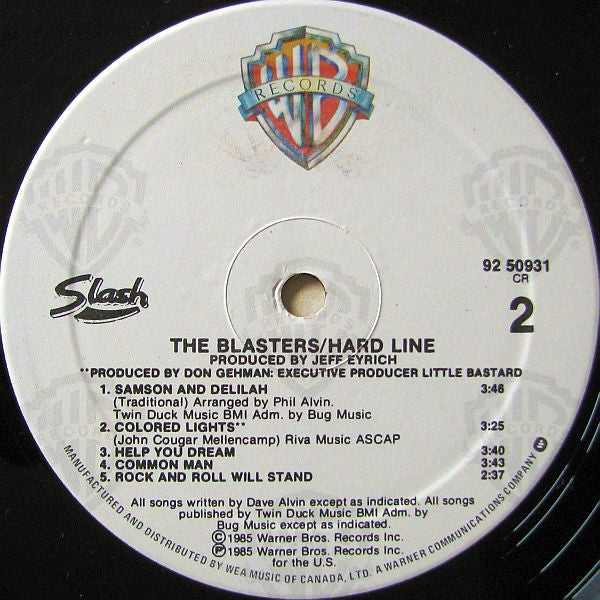 WB
RECORDS
Slash
92 50931
CR
2
THE BLASTERS/HARD LINE
PRODUCED BY JEFF EYRICH
**PRODUCED BY DON GEHMAN: EXECUTIVE PRODUCER LITTLE BASTARD
1. SAMSON AND DELILAH 3:46
(Traditional) Arranged by Phil Alvin.
Twin Duck Music BMI Adm. by Bug Music
2. COLORED LIGHTS** 3:25
(John Cougar Mellencamp) Riva Music ASCAP
3. HELP YOU DREAM 3:40
4. COMMON MAN 3:43
5. ROCK AND ROLL WILL STAND 2:37
All songs written by Dave Alvin except as indicated. All songs
published by Twin Duck Music BMI Adm. by
Bug Music except as indicated.
©1985 Warner Bros. Records Inc.
℗1985 Warner Bros. Records Inc.
for the U.S.
MANUFACTURED AND DISTRIBUTED BY WEA MUSIC OF CANADA, LTD. A WARNER COMMUNICATIONS COMPANY